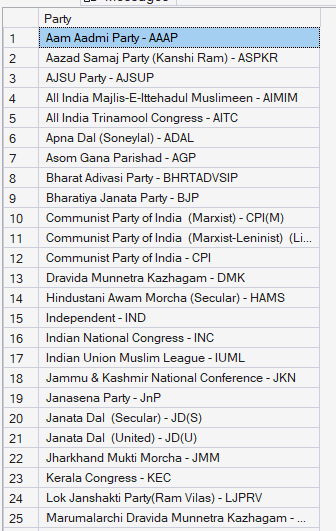 Party
1 Aam Aadmi Party - AAAP
2 Aazad Samaj Party (Kanshi Ram) - ASPKR
3 AJSU Party - AJSUP
4 All India Majlis-E-Ittehadul Muslimeen - AIMIM
5 All India Trinamool Congress - AITC
6 Apna Dal (Soneylal) - ADAL
7 Asom Gana Parishad - AGP
8 Bharat Adivasi Party - BHRTADVSIP
9 Bharatiya Janata Party - BJP
10 Communist Party of India  (Marxist) - CPI(M)
11 Communist Party of India  (Marxist-Leninist)  (Li...
12 Communist Party of India - CPI
13 Dravida Munnetra Kazhagam - DMK
14 Hindustani Awam Morcha (Secular) - HAMS
15 Independent - IND
16 Indian National Congress - INC
17 Indian Union Muslim League - IUML
18 Jammu & Kashmir National Conference - JKN
19 Janasena Party - JnP
20 Janata Dal  (Secular) - JD(S)
21 Janata Dal  (United) - JD(U)
22 Jharkhand Mukti Morcha - JMM
23 Kerala Congress - KEC
24 Lok Janshakti Party(Ram Vilas) - LJPRV
25 Marumalarchi Dravida Munnetra Kazhagam - ...